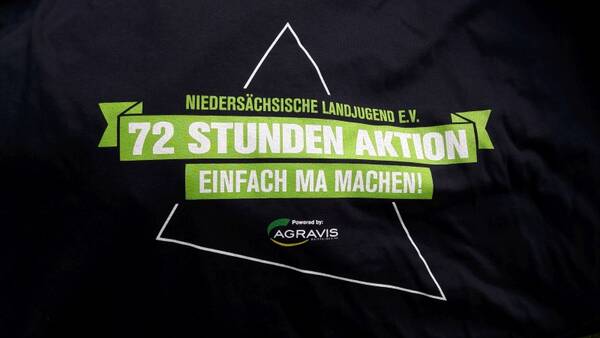 NIEDERSÄCHSISCHE LANDJUGEND E.V.
72 STUNDEN AKTION
EINFACH MA MACHEN!
Powered by:
AGRAVIS